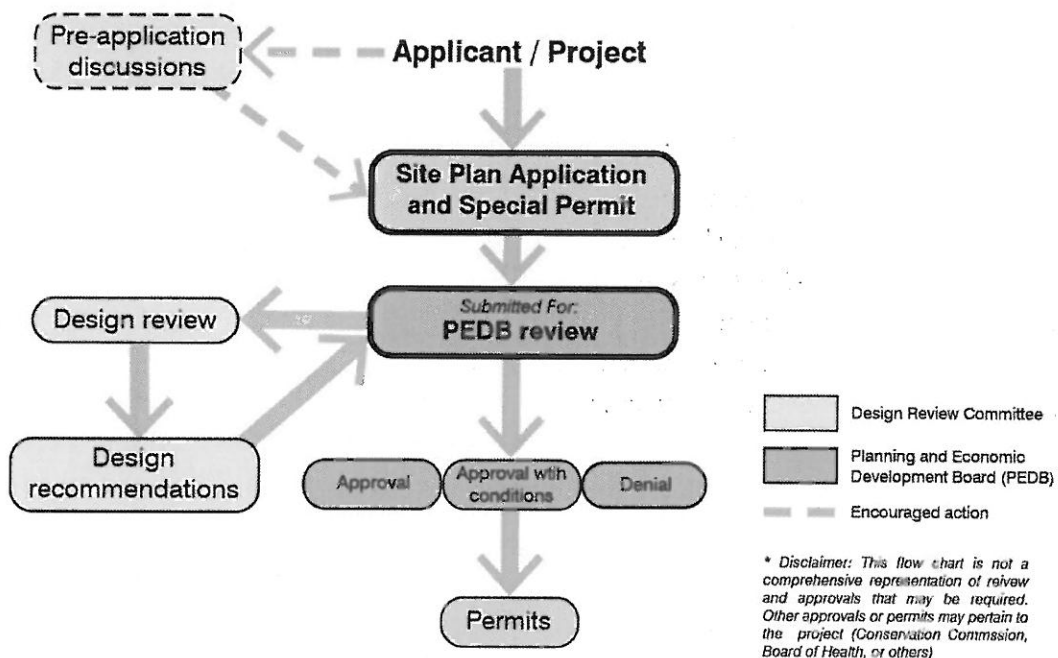 Pre-application
discussions
Applicant / Project
Site Plan Application
and Special Permit
Submitted For:
PEDB review
Design review
Design
recommendations
Approval
Approval wtih
conditions
Denial
Permits
Design Review Committee
Planning and Economic
Development Board (PEDB)
Encouraged action
* Disclaimer: This flow chart is not a
comprehensive representation of reivew
and approvals that may be required.
Other approvals or permits may pertain to
the project (Conservation Commssion,
Board of Health, or others)